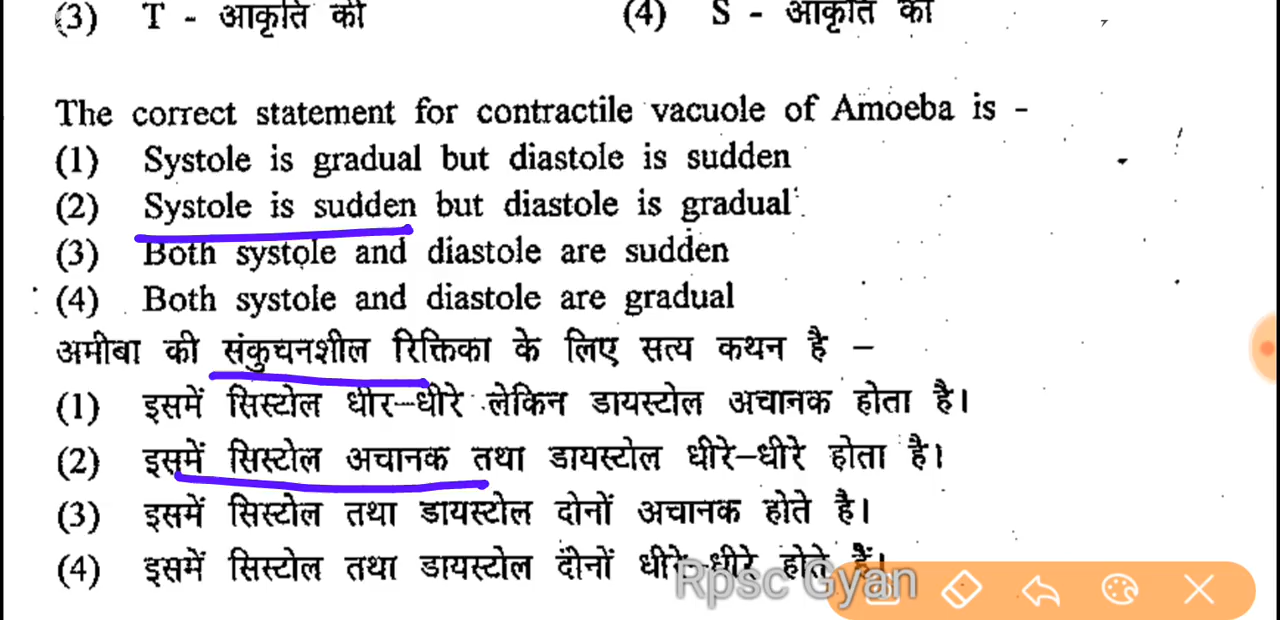 (3) T - आकृति की (4) S - आकृति की
The correct statement for contractile vacuole of Amoeba is -
(1) Systole is gradual but diastole is sudden
(2) Systole is sudden but diastole is gradual
(3) Both systole and diastole are sudden
(4) Both systole and diastole are gradual
अमीबा की संकुचनशील रिक्तिका के लिए सत्य कथन है –
(1) इसमें सिस्टोल धीर–धीरे लेकिन डायस्टोल अचानक होता है।
(2) इसमें सिस्टोल अचानक तथा डायस्टोल धीरे–धीरे होता है।
(3) इसमें सिस्टोल तथा डायस्टोल दोनों अचानक होते है।
(4) इसमें सिस्टोल तथा डायस्टोल दोनों धीरे–धीरे होते हैं।
Rpsc Gyan